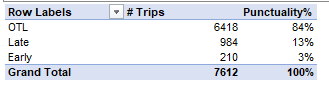 Row Labels # Trips Punctuality%
OTL 6418 84%
Late 984 13%
Early 210 3%
Grand Total 7612 100%